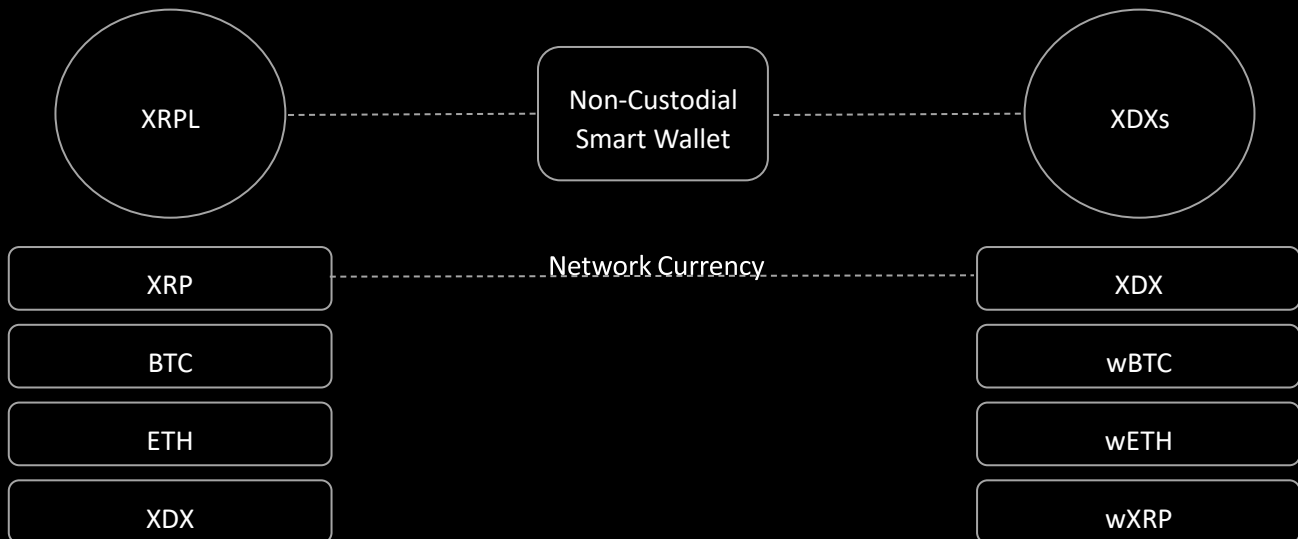 XRPL
Non-Custodial
Smart Wallet
XDXs
Network Currency
XRP
XDX
BTC
wBTC
ETH
wETH
XDX
wXRP